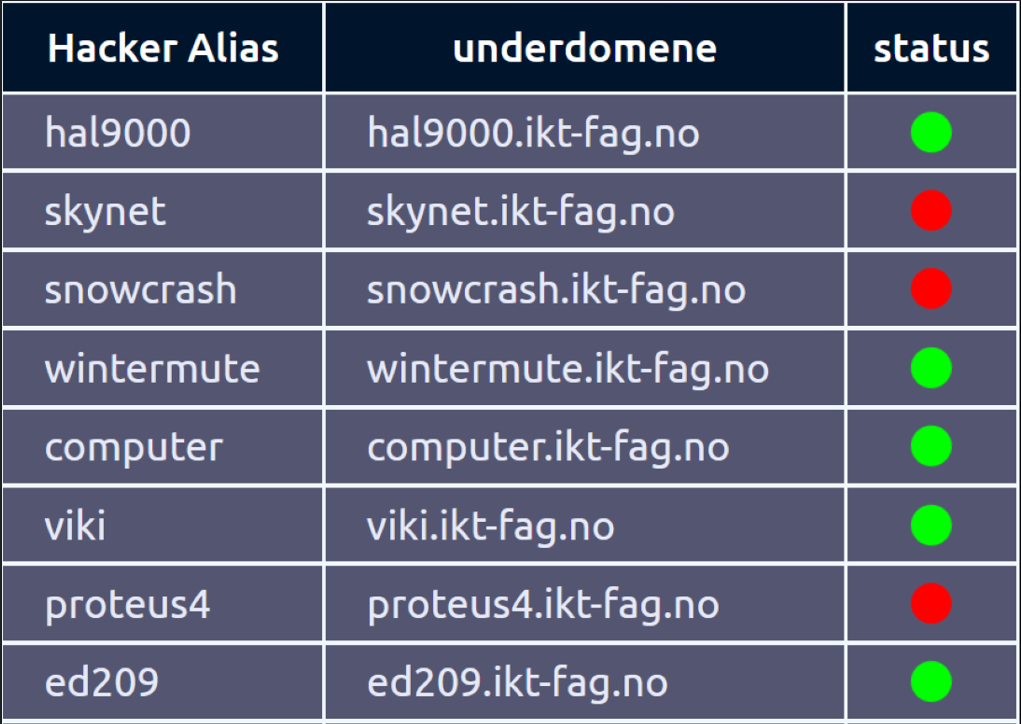 Hacker Alias underdomene status
hal9000 hal9000.ikt-fag.no
skynet skynet.ikt-fag.no
snowcrash snowcrash.ikt-fag.no
wintermute wintermute.ikt-fag.no
computer computer.ikt-fag.no
viki viki.ikt-fag.no
proteus4 proteus4.ikt-fag.no
ed209 ed209.ikt-fag.no